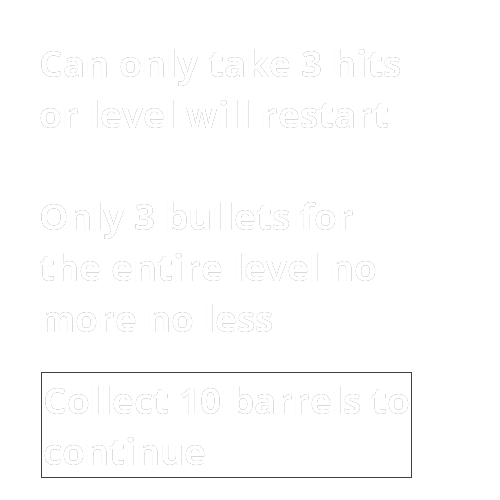 Can only take 3 hits
or level will restart
Only 3 bullets for
the entire level no
more no less
Collect 10 barrels to
continue